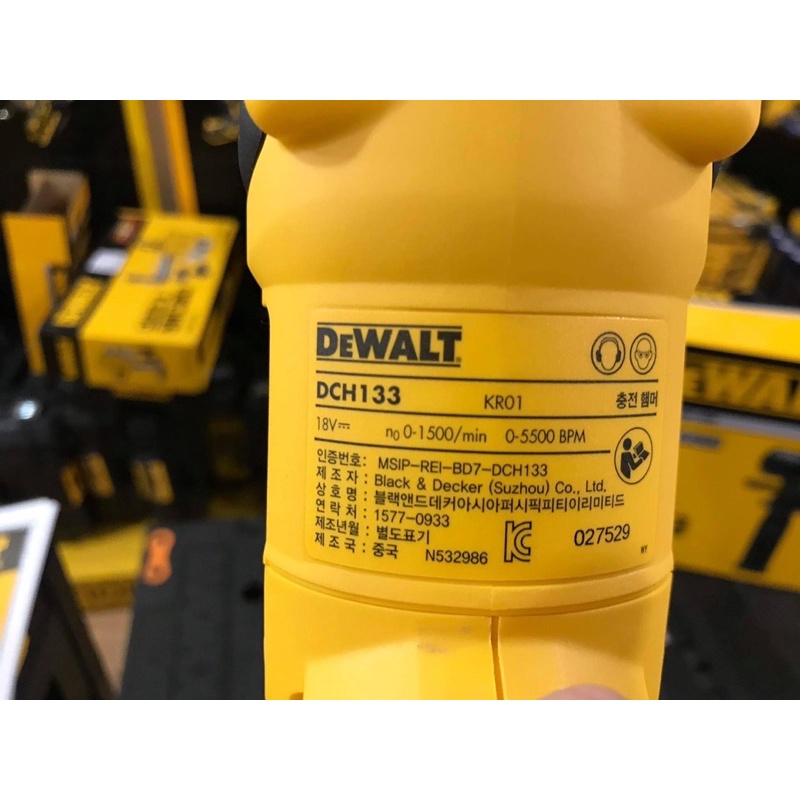 DEWALT
DCH133 KR01 충전 햄머
18V n0 0-1500/min 0-5500 BPM
인증번호: MSIP-REI-BD7-DCH133
제 조 자 : Black & Decker (Suzhou) Co., Ltd.
상 호 명 : 블랙앤드데커아시아퍼시픽피티이리미티드
연 락 처 : 1577-0933
제조년월 : 별도표기
제 조 국 : 중국 N532986 027529 WY
DEWALT